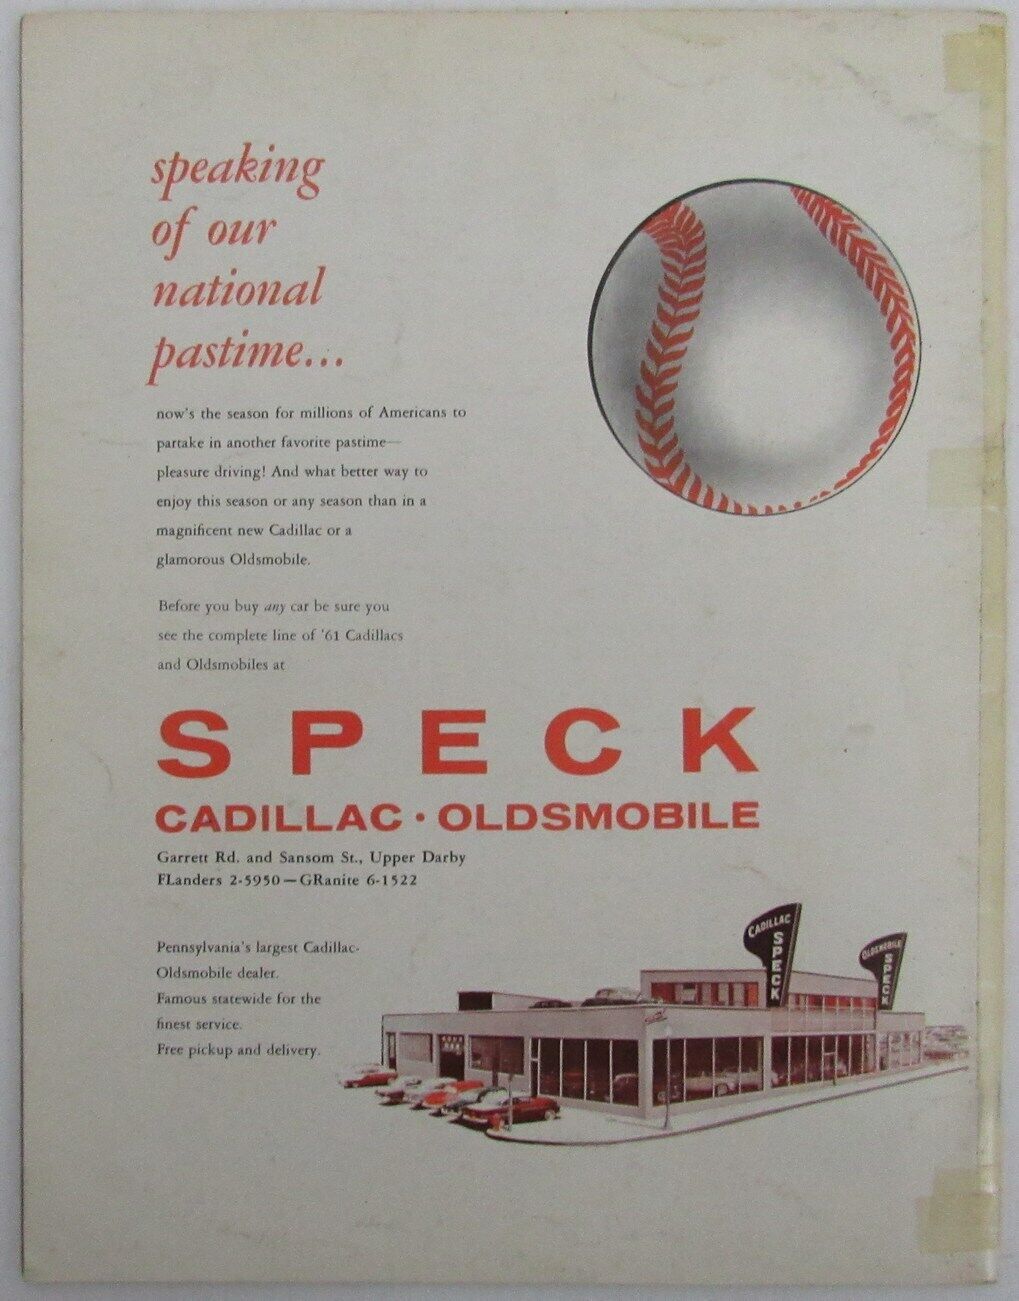 speaking
of our
national
pastime...
now's the season for millions of Americans to
partake in another favorite pastime—
pleasure driving! And what better way to
enjoy this season or any season than in a
magnificent new Cadillac or a
glamorous Oldsmobile.
Before you buy any car be sure you
see the complete line of '61 Cadillacs
and Oldsmobiles at
SPECK
CADILLAC · OLDSMOBILE
Garrett Rd. and Sansom St., Upper Darby
FLanders 2-5950—GRanite 6-1522
Pennsylvania's largest Cadillac-
Oldsmobile dealer.
Famous statewide for the
finest service.
Free pickup and delivery.
CADILLAC
SPECK
OLDSMOBILE
SPECK